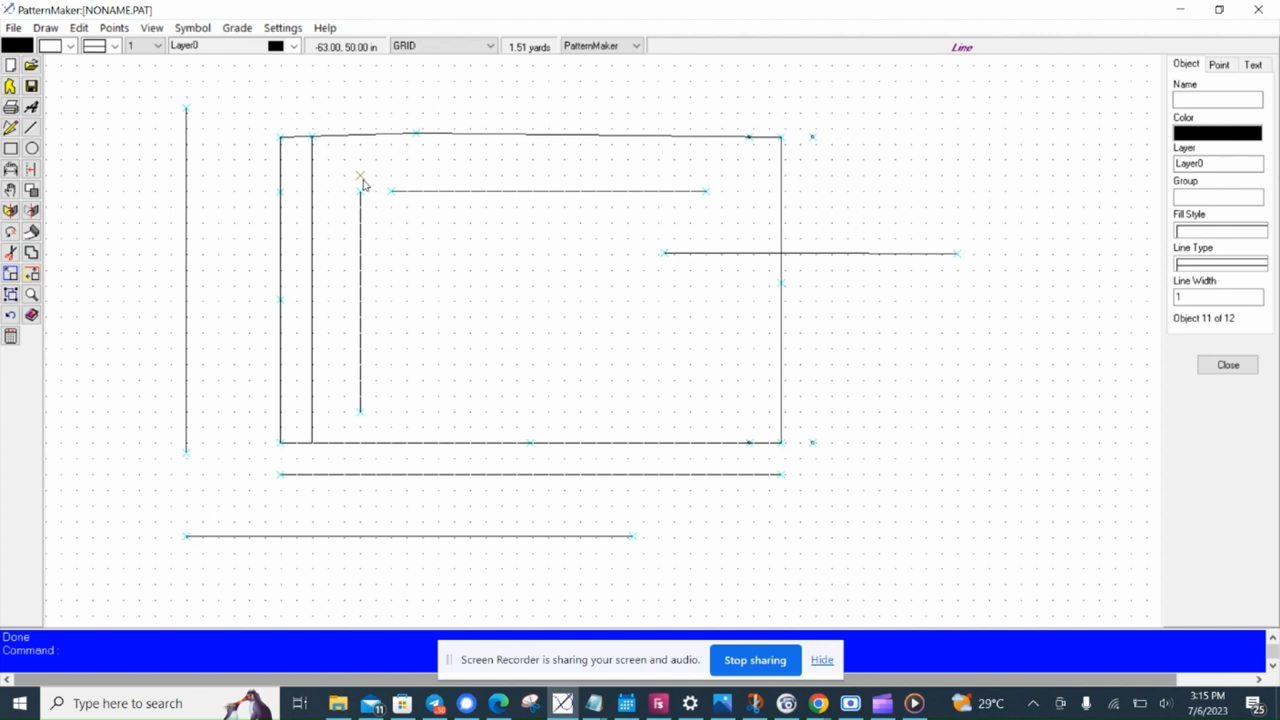 PatternMaker:[NONAME.PAT]
File Draw Edit Points View Symbol Grade Settings Help
1 Layer0 -63.00, 50.00 in GRID 1.51 yards PatternMaker Line
Object Point Text
Name
Color
Layer
Layer0
Group
Fill Style
Line Type
Line Width
1
Object 11 of 12
Close
Done
Command :
Screen Recorder is sharing your screen and audio. Stop sharing Hide
Type here to search
29°C
3:15 PM
7/6/2023